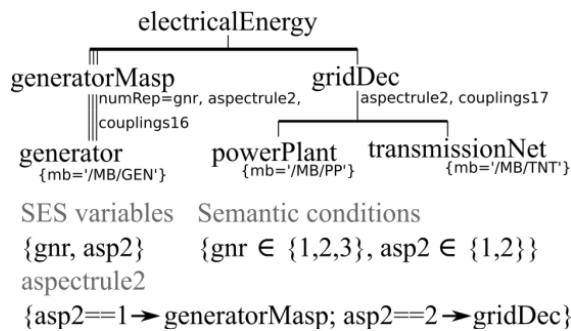 electricalEnergy
generatorMasp gridDec
numRep=gnr, aspectrule2, aspectrule2, couplings17
couplings16
generator powerPlant transmissionNet
{mb='/MB/GEN'} {mb='/MB/PP'} {mb='/MB/TNT'}
SES variables Semantic conditions
{gnr, asp2} {gnr ∈ {1,2,3}, asp2 ∈ {1,2}}
aspectrule2
{asp2==1→generatorMasp; asp2==2→gridDec}